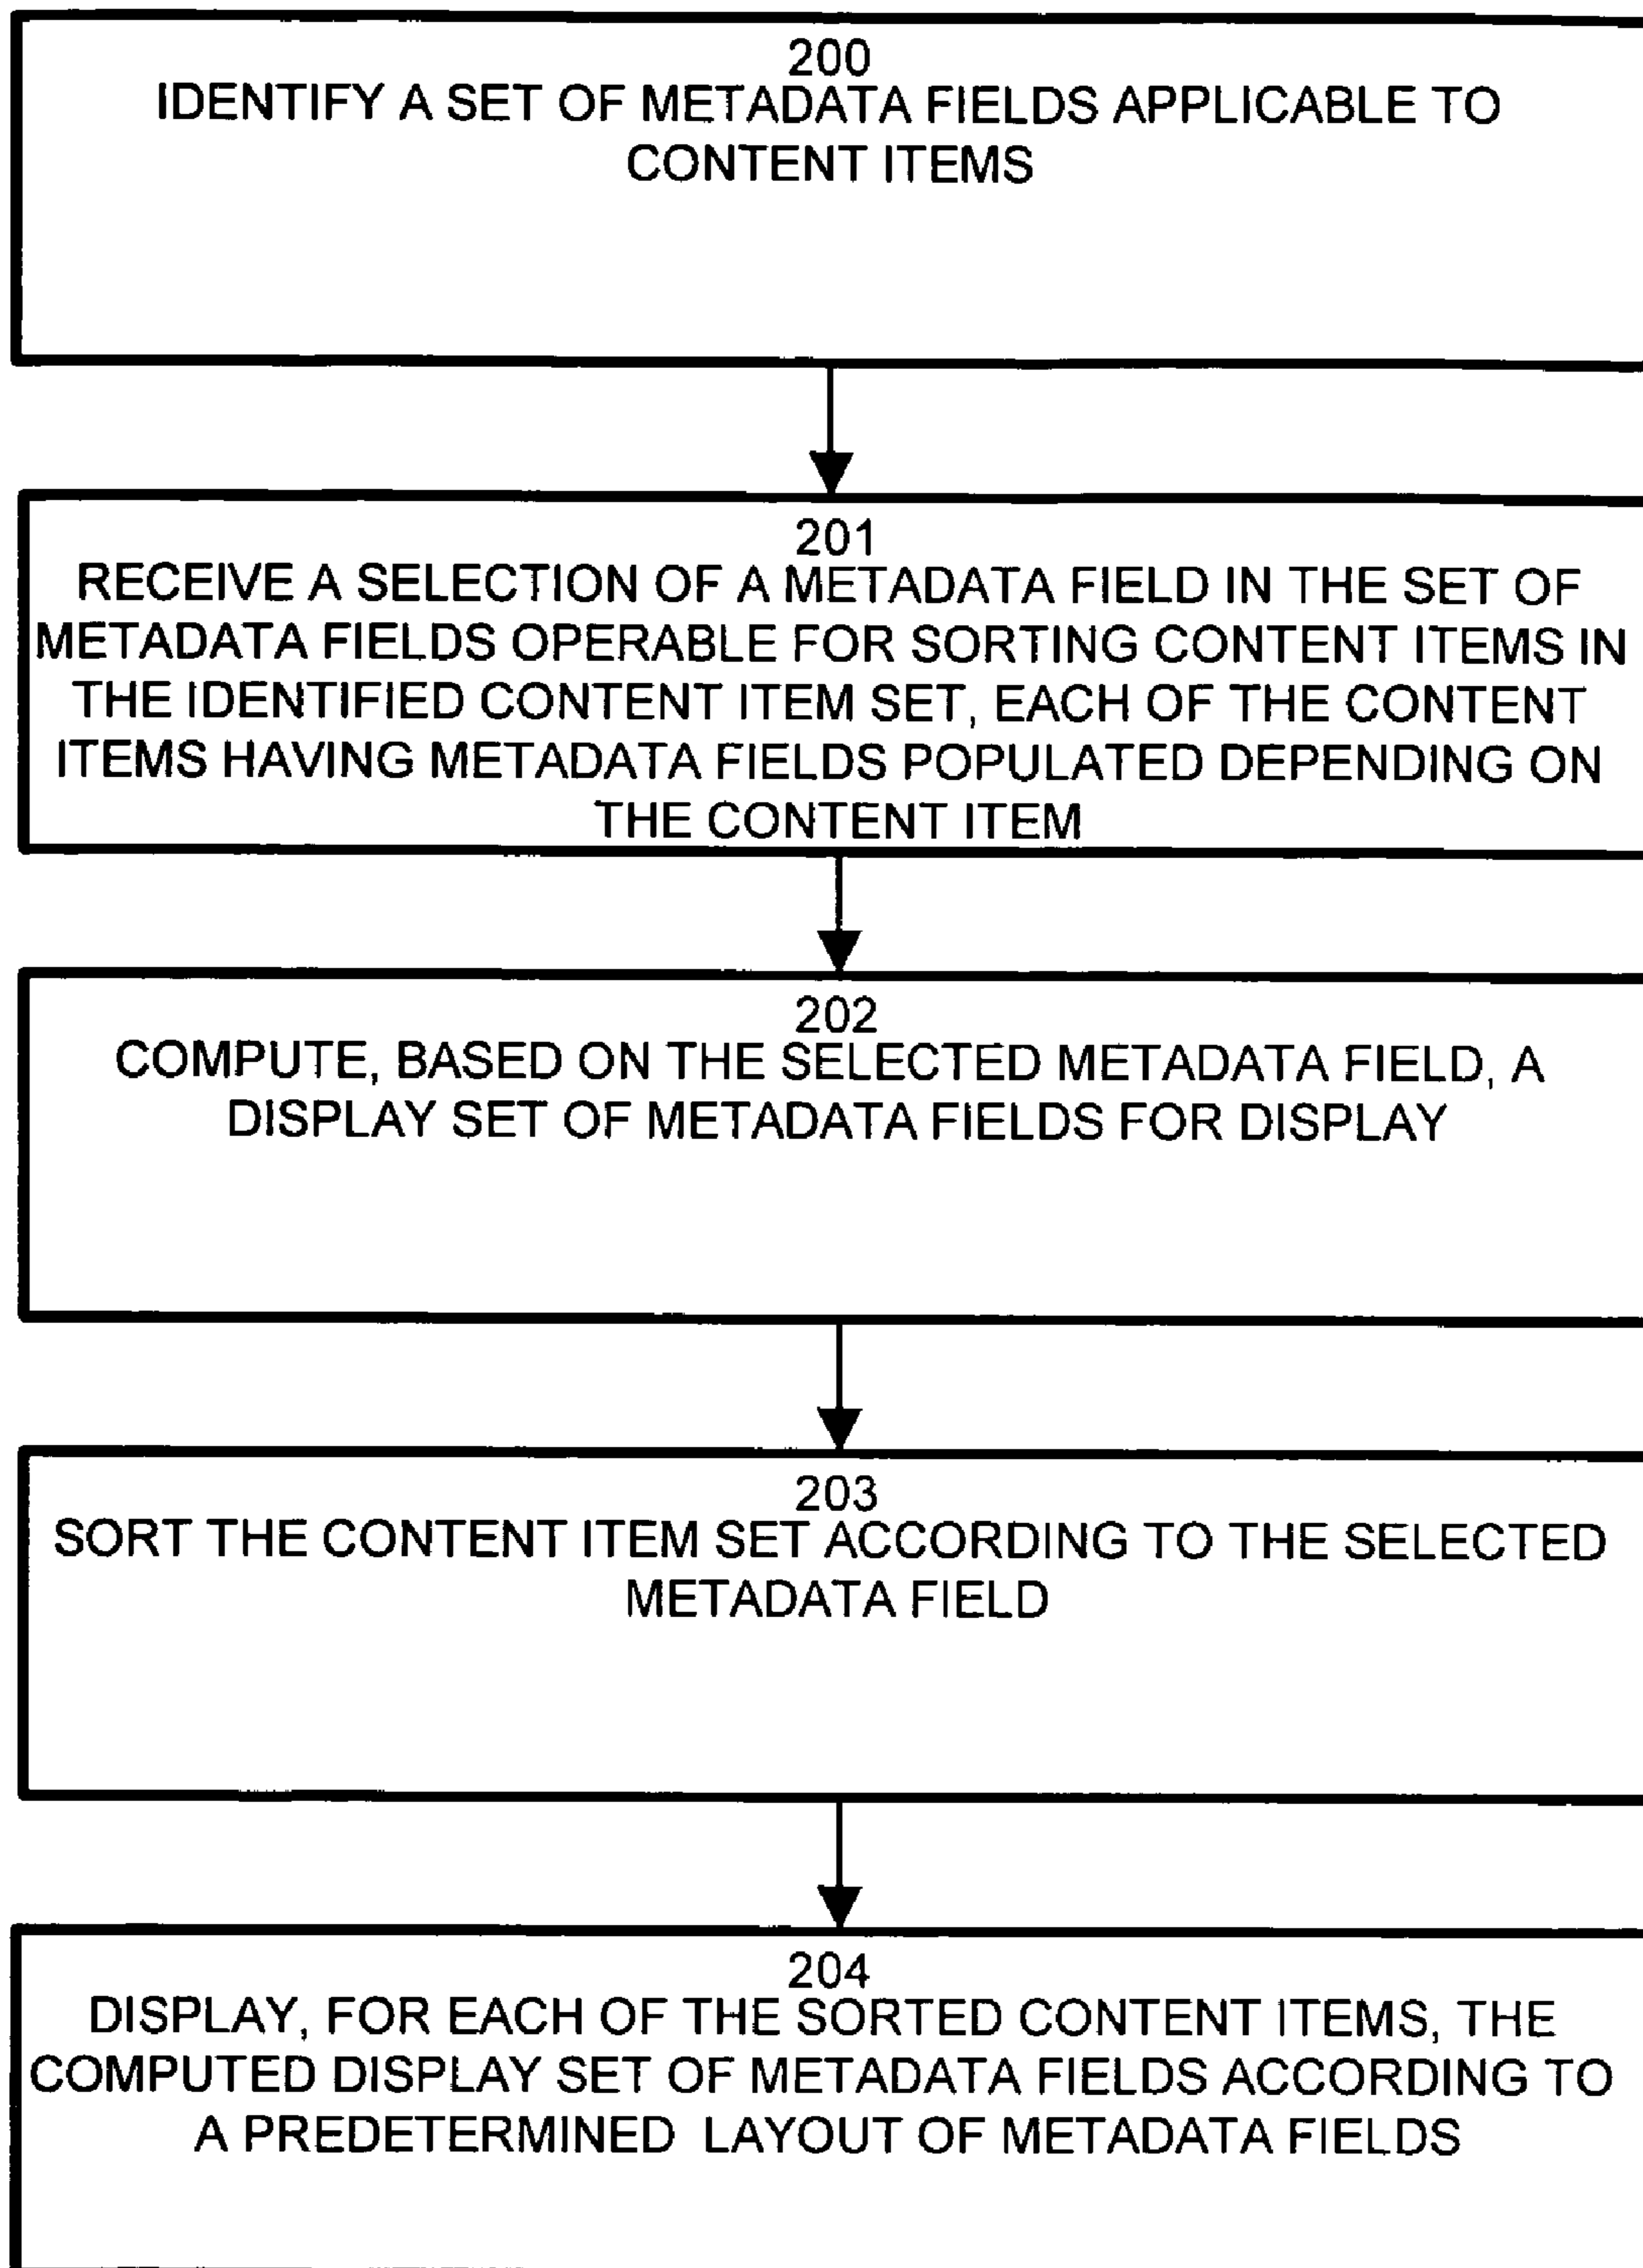 200
IDENTIFY A SET OF METADATA FIELDS APPLICABLE TO
CONTENT ITEMS
201
RECEIVE A SELECTION OF A METADATA FIELD IN THE SET OF
METADATA FIELDS OPERABLE FOR SORTING CONTENT ITEMS IN
THE IDENTIFIED CONTENT ITEM SET, EACH OF THE CONTENT
ITEMS HAVING METADATA FIELDS POPULATED DEPENDING ON
THE CONTENT ITEM
202
COMPUTE, BASED ON THE SELECTED METADATA FIELD, A
DISPLAY SET OF METADATA FIELDS FOR DISPLAY
203
SORT THE CONTENT ITEM SET ACCORDING TO THE SELECTED
METADATA FIELD
204
DISPLAY, FOR EACH OF THE SORTED CONTENT ITEMS, THE
COMPUTED DISPLAY SET OF METADATA FIELDS ACCORDING TO
A PREDETERMINED LAYOUT OF METADATA FIELDS